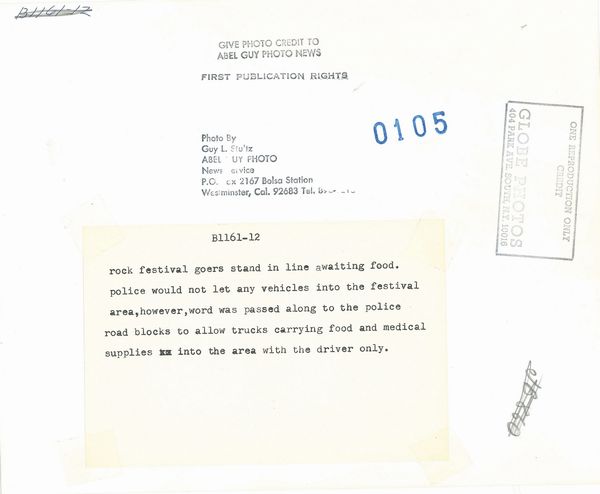 B1161-12
GIVE PHOTO CREDIT TO
ABEL GUY PHOTO NEWS
FIRST PUBLICATION RIGHTS
0105
Photo By
Guy L.
ABEL UY PHOTO
News
P.O. ox 2167 Bolsa Station
Westminster, Cal. 92683 Tel.
ONE REPRODUCTION ONLY
CREDIT
GLOBE PHOTOS
404 PARK AVE. SOUTH, N.Y. 10016
B1161-12
rock festival goers stand in line awaiting food.
police would not let any vehicles into the festival
area,however,word was passed along to the police
road blocks to allow trucks carrying food and medical
supplies into the area with the driver only.